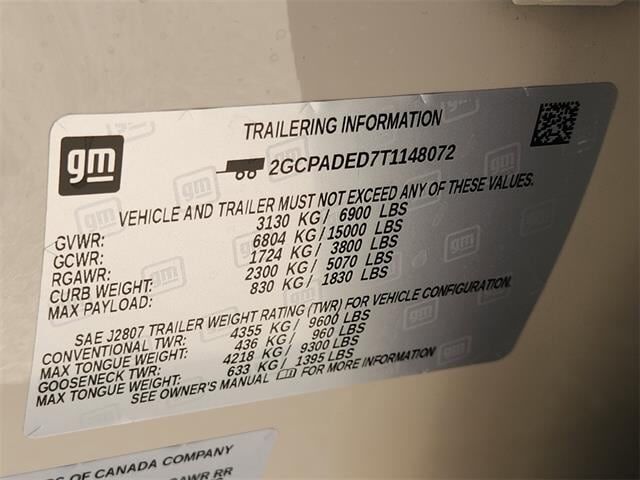 gm
TRAILERING INFORMATION
2GCPADED7T1148072
VEHICLE AND TRAILER MUST NOT EXCEED ANY OF THESE VALUES.
GVWR: 3130 KG/ 6900 LBS
GCWR: 6804 KG/15000 LBS
RGAWR: 1724 KG/ 3800 LBS
CURB WEIGHT: 2300 KG/ 5070 LBS
MAX PAYLOAD: 830 KG/ 1830 LBS
SAE J2807 TRAILER WEIGHT RATING (TWR) FOR VEHICLE CONFIGURATION.
CONVENTIONAL TWR: 4355 KG/ 9600 LBS
MAX TONGUE WEIGHT: 436 KG/ 960 LBS
GOOSENECK TWR: 4218 KG/ 9300 LBS
MAX TONGUE WEIGHT: 633 KG/ 1395 LBS
SEE OWNER'S MANUAL FOR MORE INFORMATION
OF CANADA COMPANY
GAWR RR